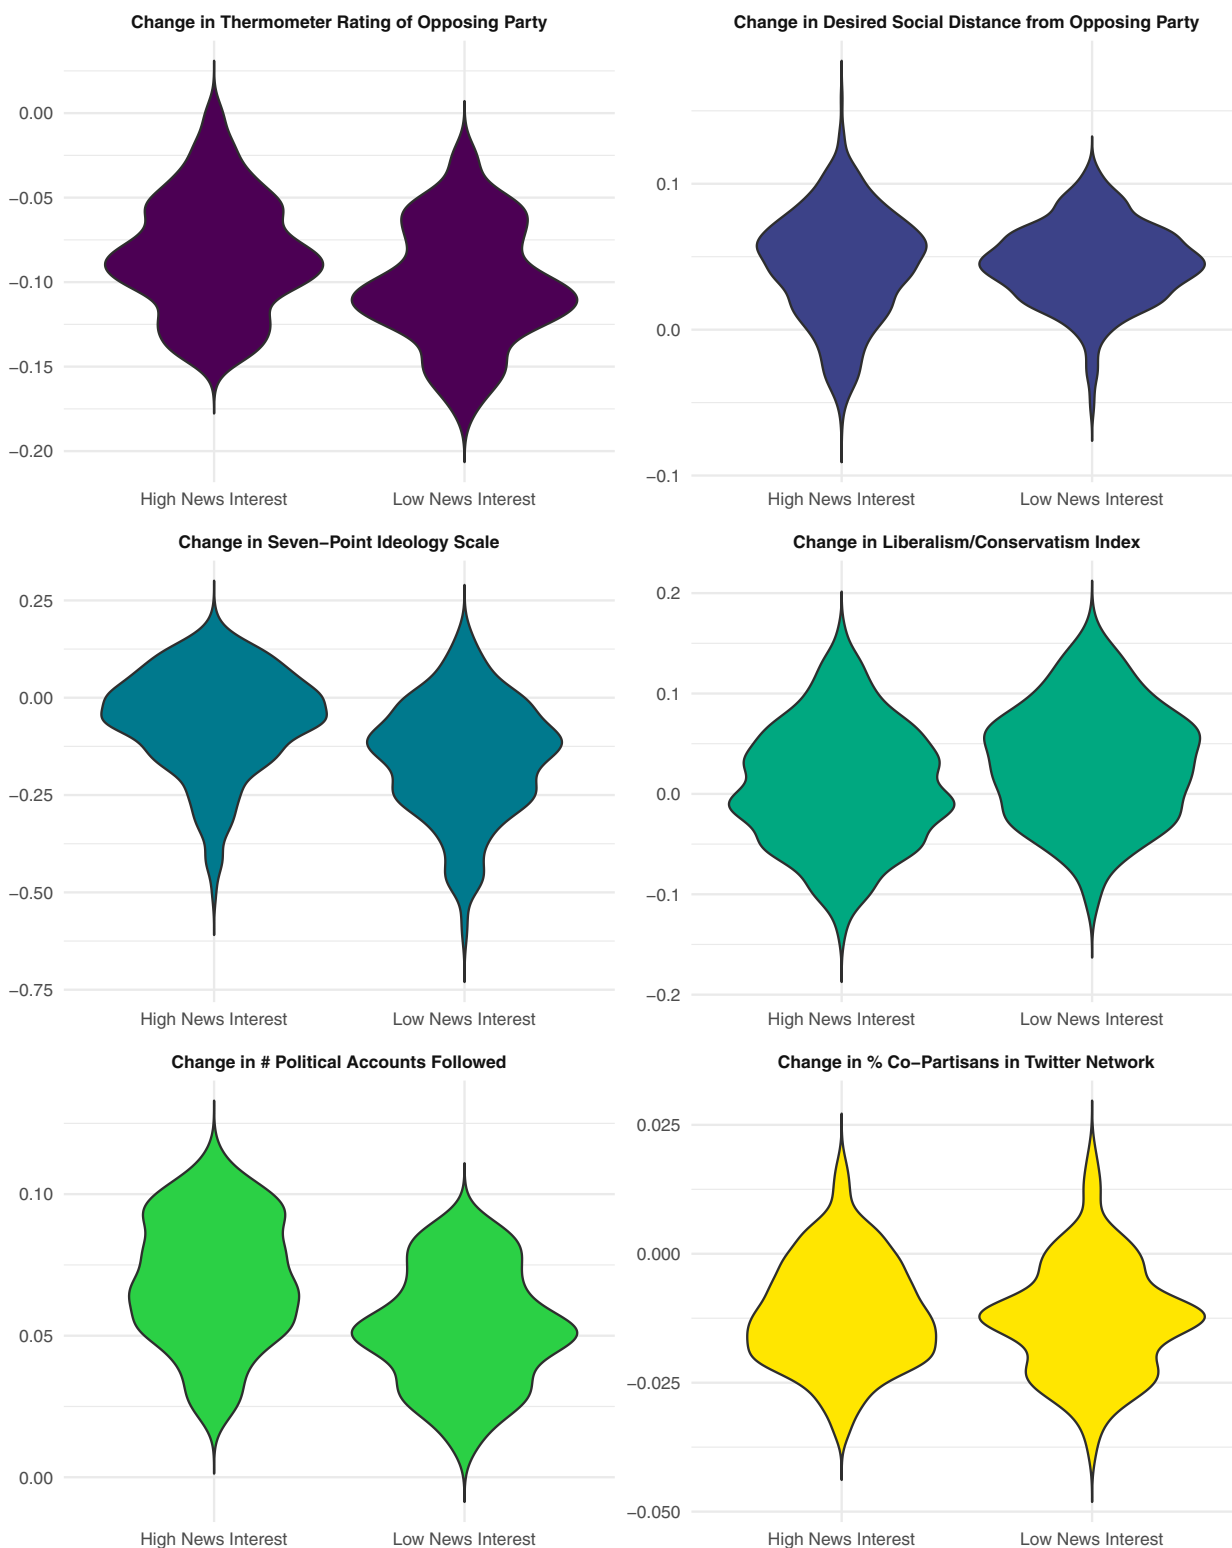 Change in Thermometer Rating of Opposing Party
0.00
−0.05
−0.10
−0.15
−0.20
High News Interest
Low News Interest
Change in Desired Social Distance from Opposing Party
0.1
0.0
−0.1
High News Interest
Low News Interest
Change in Seven−Point Ideology Scale
0.25
0.00
−0.25
−0.50
−0.75
High News Interest
Low News Interest
Change in Liberalism/Conservatism Index
0.2
0.1
0.0
−0.1
−0.2
High News Interest
Low News Interest
Change in # Political Accounts Followed
0.10
0.05
0.00
High News Interest
Low News Interest
Change in % Co−Partisans in Twitter Network
0.025
0.000
−0.025
−0.050
High News Interest
Low News Interest